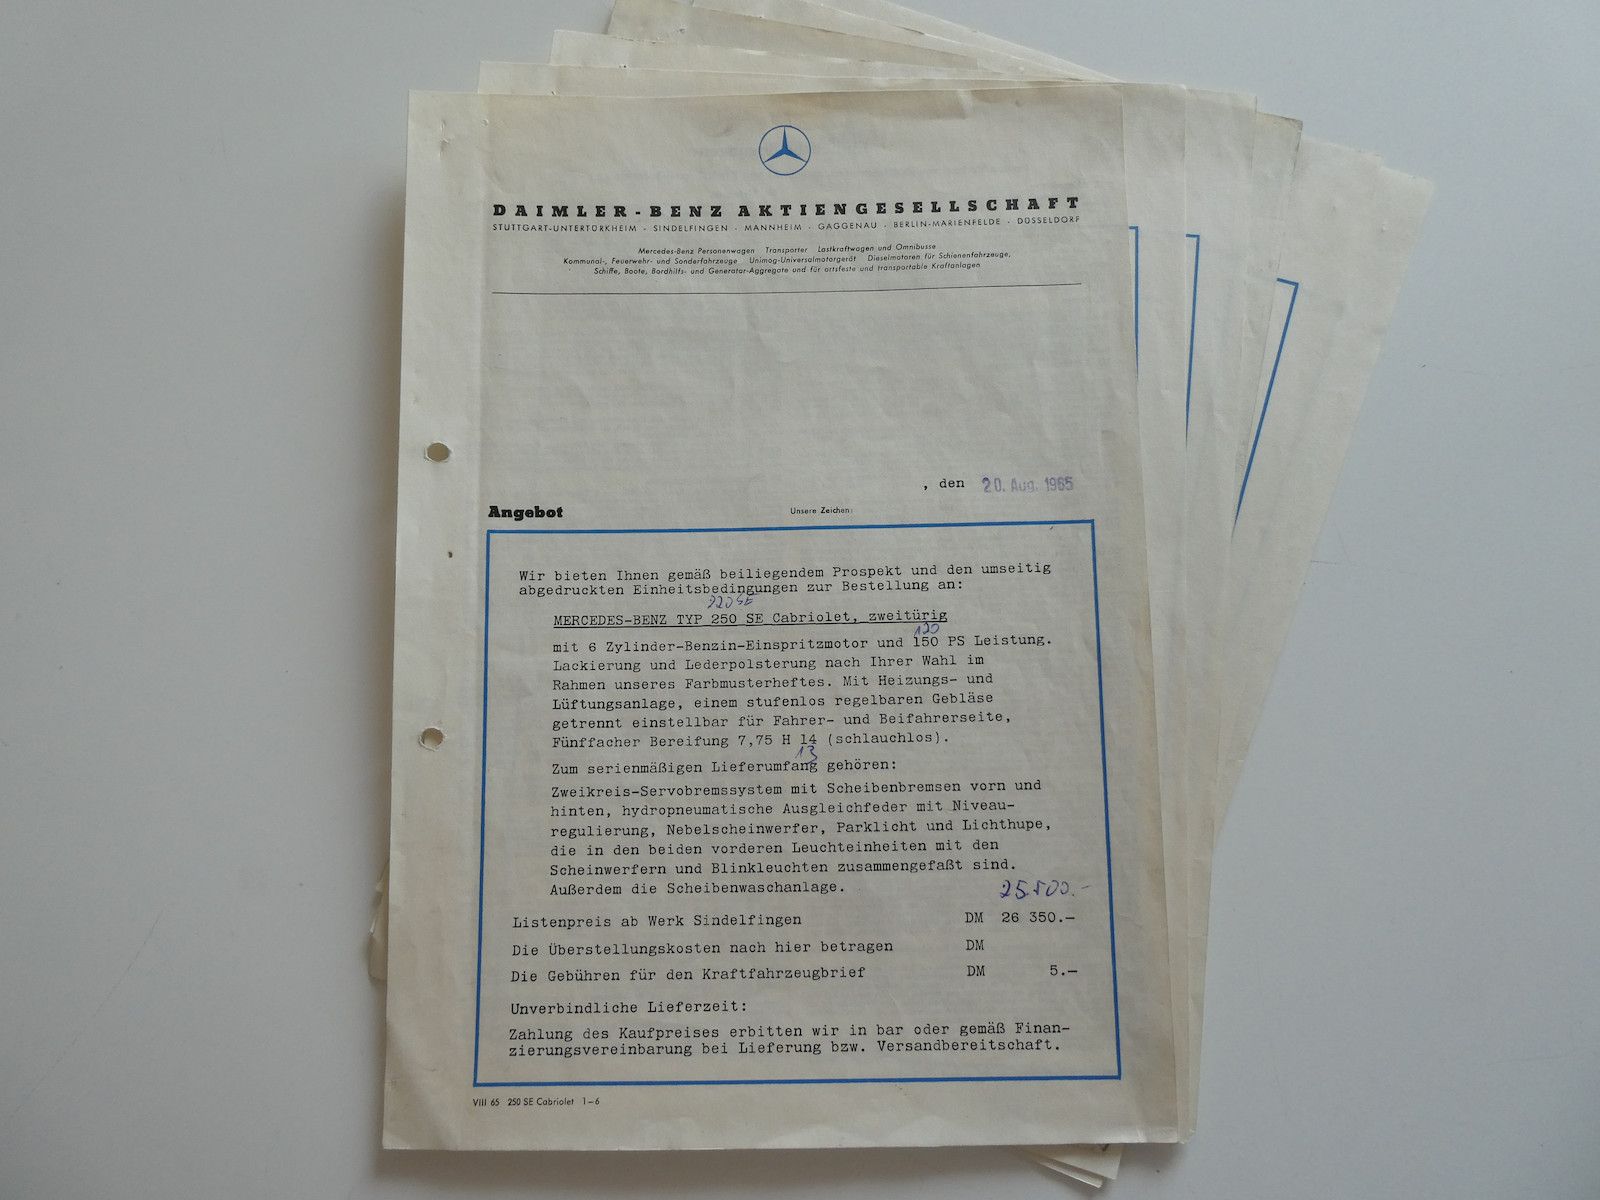 DAIMLER-BENZ AKTIENGESELLSCHAFT
STUTTGART-UNTERTÜRKHEIM · SINDELFINGEN · MANNHEIM · GAGGENAU · BERLIN-MARIENFELDE · DÜSSELDORF
Mercedes-Benz Personenwagen Transporter Lastkraftwagen und Omnibusse
Kommunal-, Feuerwehr- und Sonderfahrzeuge Unimog-Universalmotorgerät Dieselmotoren für Schienenfahrzeuge,
Schiffe, Boote, Bordhilfs- und Generator-Aggregate und für ortsfeste und transportable Kraftanlagen
, den 20. Aug. 1965
Angebot Unsere Zeichen:
Wir bieten Ihnen gemäß beiliegendem Prospekt und den umseitig
abgedruckten Einheitsbedingungen zur Bestellung an:
220 SE
MERCEDES-BENZ TYP 250 SE Cabriolet, zweitürig
120
mit 6 Zylinder-Benzin-Einspritzmotor und 150 PS Leistung.
Lackierung und Lederpolsterung nach Ihrer Wahl im
Rahmen unseres Farbmusterheftes. Mit Heizungs- und
Lüftungsanlage, einem stufenlos regelbaren Gebläse
getrennt einstellbar für Fahrer- und Beifahrerseite,
Fünffacher Bereifung 7,75 H 14 (schlauchlos).
13
Zum serienmäßigen Lieferumfang gehören:
Zweikreis-Servobremssystem mit Scheibenbremsen vorn und
hinten, hydropneumatische Ausgleichfeder mit Niveau-
regulierung, Nebelscheinwerfer, Parklicht und Lichthupe,
die in den beiden vorderen Leuchteinheiten mit den
Scheinwerfern und Blinkleuchten zusammengefaßt sind.
Außerdem die Scheibenwaschanlage.
25.500.-
Listenpreis ab Werk Sindelfingen DM 26 350.—
Die Überstellungskosten nach hier betragen DM
Die Gebühren für den Kraftfahrzeugbrief DM 5.—
Unverbindliche Lieferzeit:
Zahlung des Kaufpreises erbitten wir in bar oder gemäß Finan-
zierungsvereinbarung bei Lieferung bzw. Versandbereitschaft.
VIII 65 250 SE Cabriolet 1–6